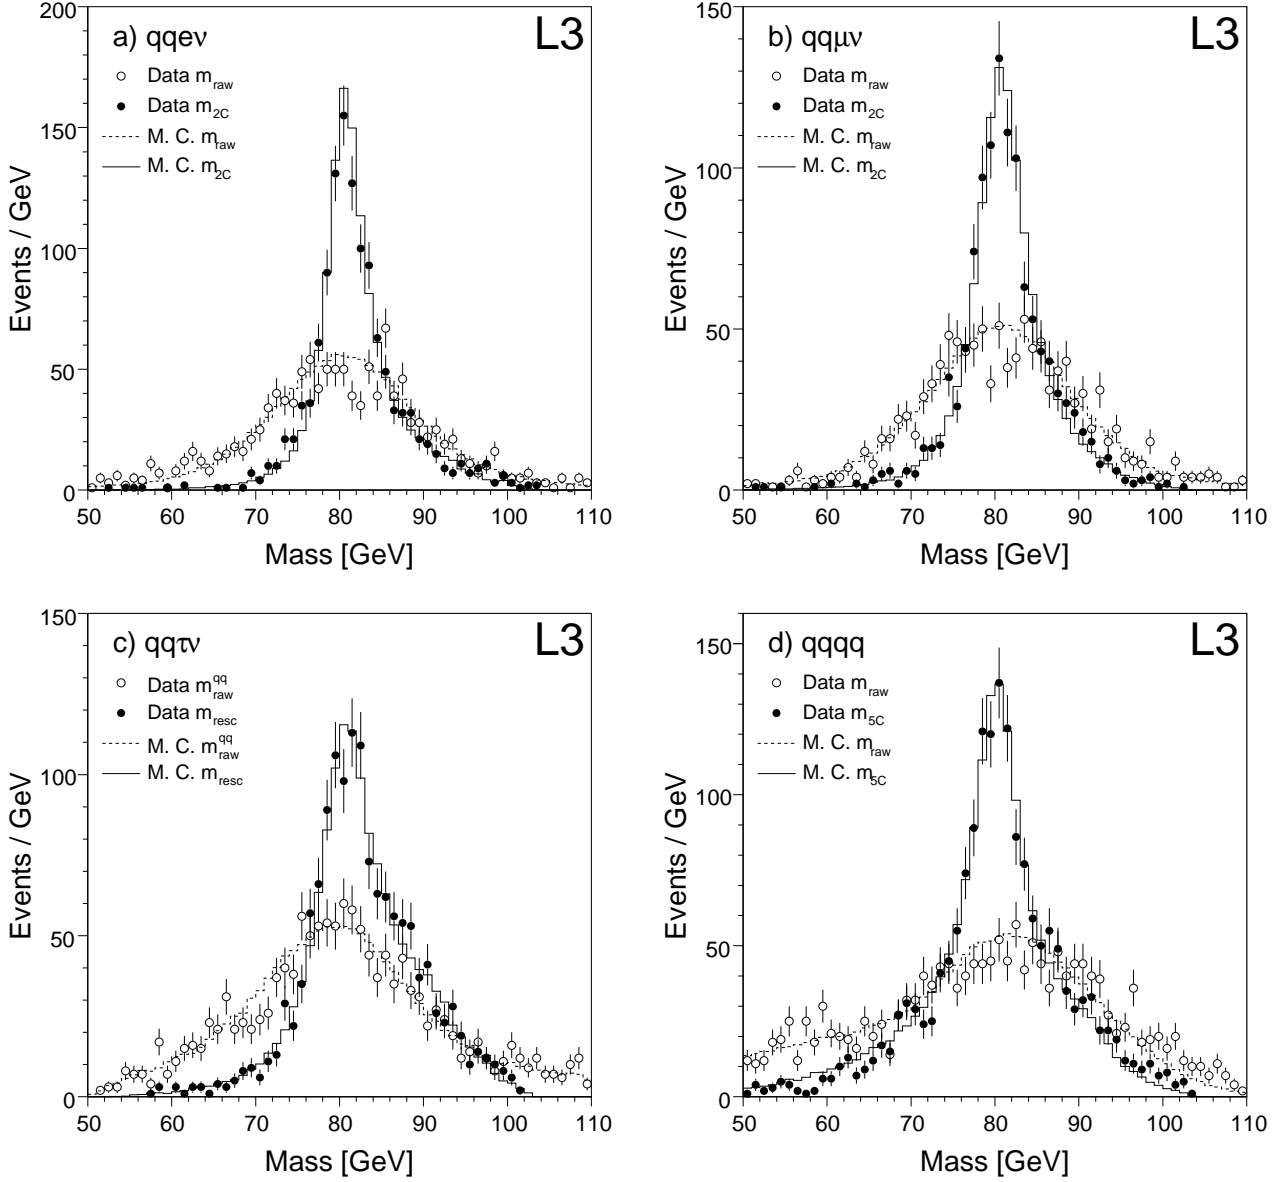 a) qqeν
L3
Data m_raw
Data m_2C
M. C. m_raw
M. C. m_2C
Events / GeV
200
150
100
50
0
50 60 70 80 90 100 110
Mass [GeV]
b) qqμν
L3
Data m_raw
Data m_2C
M. C. m_raw
M. C. m_2C
Events / GeV
150
100
50
0
50 60 70 80 90 100 110
Mass [GeV]
c) qqτν
L3
Data m^qq_raw
Data m_resc
M. C. m^qq_raw
M. C. m_resc
Events / GeV
150
100
50
0
50 60 70 80 90 100 110
Mass [GeV]
d) qqqq
L3
Data m_raw
Data m_5C
M. C. m_raw
M. C. m_5C
Events / GeV
150
100
50
0
50 60 70 80 90 100 110
Mass [GeV]